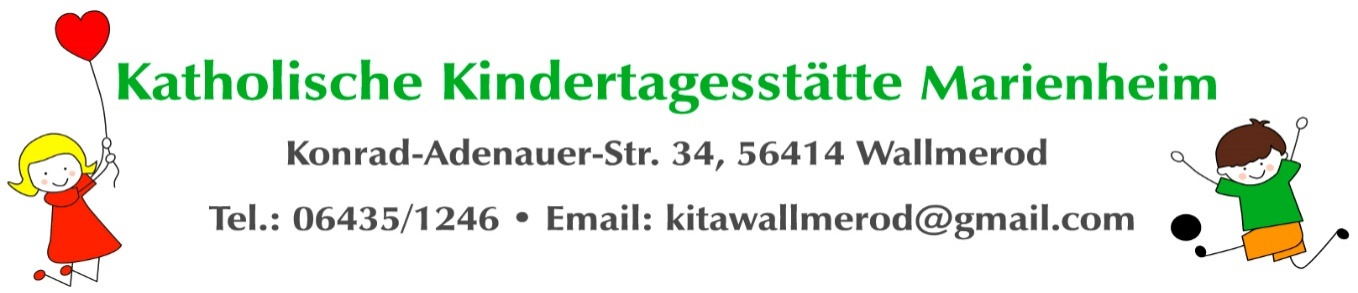 Katholische Kindertagesstätte Marienheim
Konrad-Adenauer-Str. 34, 56414 Wallmerod
Tel.: 06435/1246 • Email: kitawallmerod@gmail.com